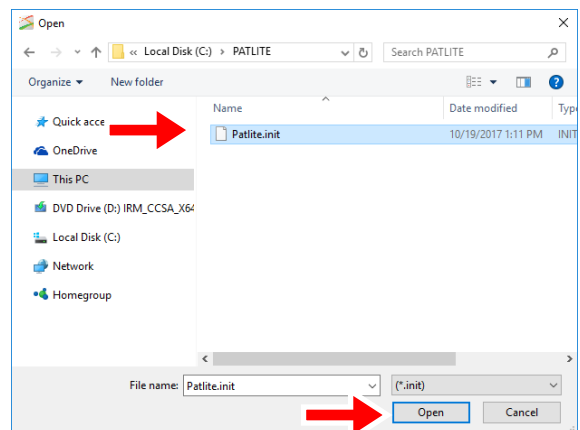 Open
« Local Disk (C:) › PATLITE
Search PATLITE
Organize
New folder
Name
Date modified
Type
Quick acce
Patlite.init
10/19/2017 1:11 PM
INIT
OneDrive
This PC
DVD Drive (D:) IRM_CCSA_X64
Local Disk (C:)
Network
Homegroup
File name: Patlite.init
(*.init)
Open
Cancel